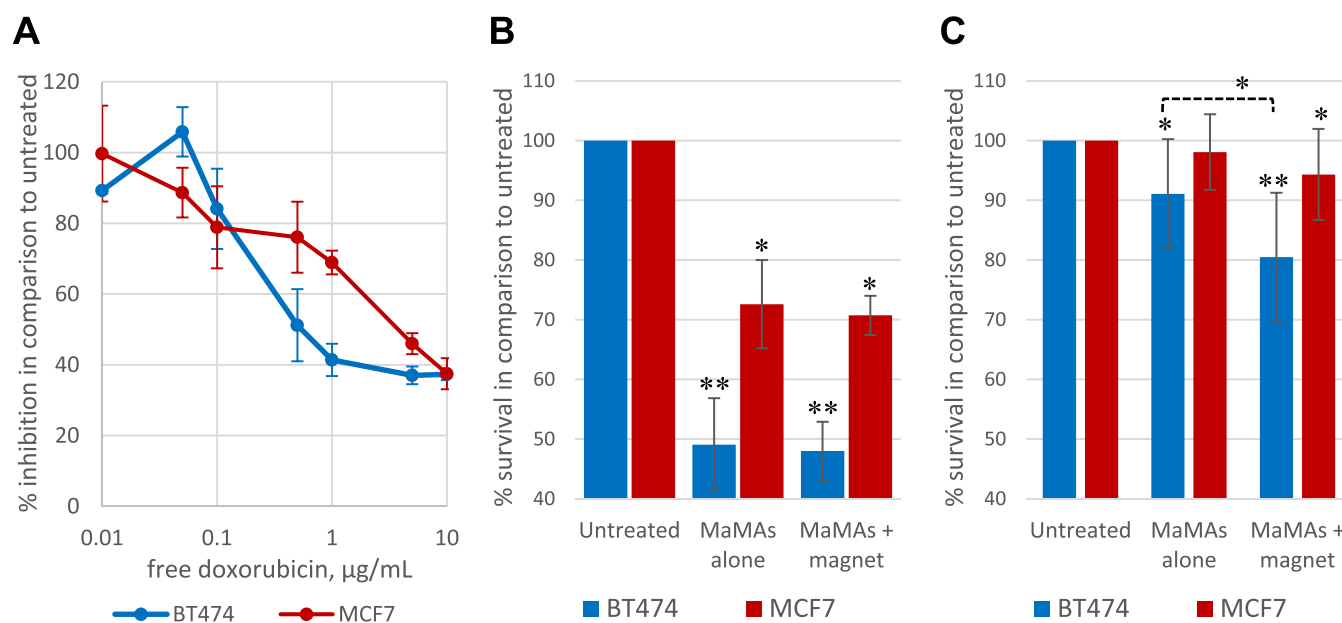 A
% inhibition in comparison to untreated
120
100
80
60
40
20
0
0.01
0.1
1
10
free doxorubicin, µg/mL
BT474
MCF7
B
% survival in comparison to untreated
110
100
90
80
70
60
50
40
**
*
**
*
Untreated
MaMAs
alone
MaMAs +
magnet
BT474
MCF7
C
% survival in comparison to untreated
110
100
90
80
70
60
50
40
*
*
**
*
Untreated
MaMAs
alone
MaMAs +
magnet
BT474
MCF7